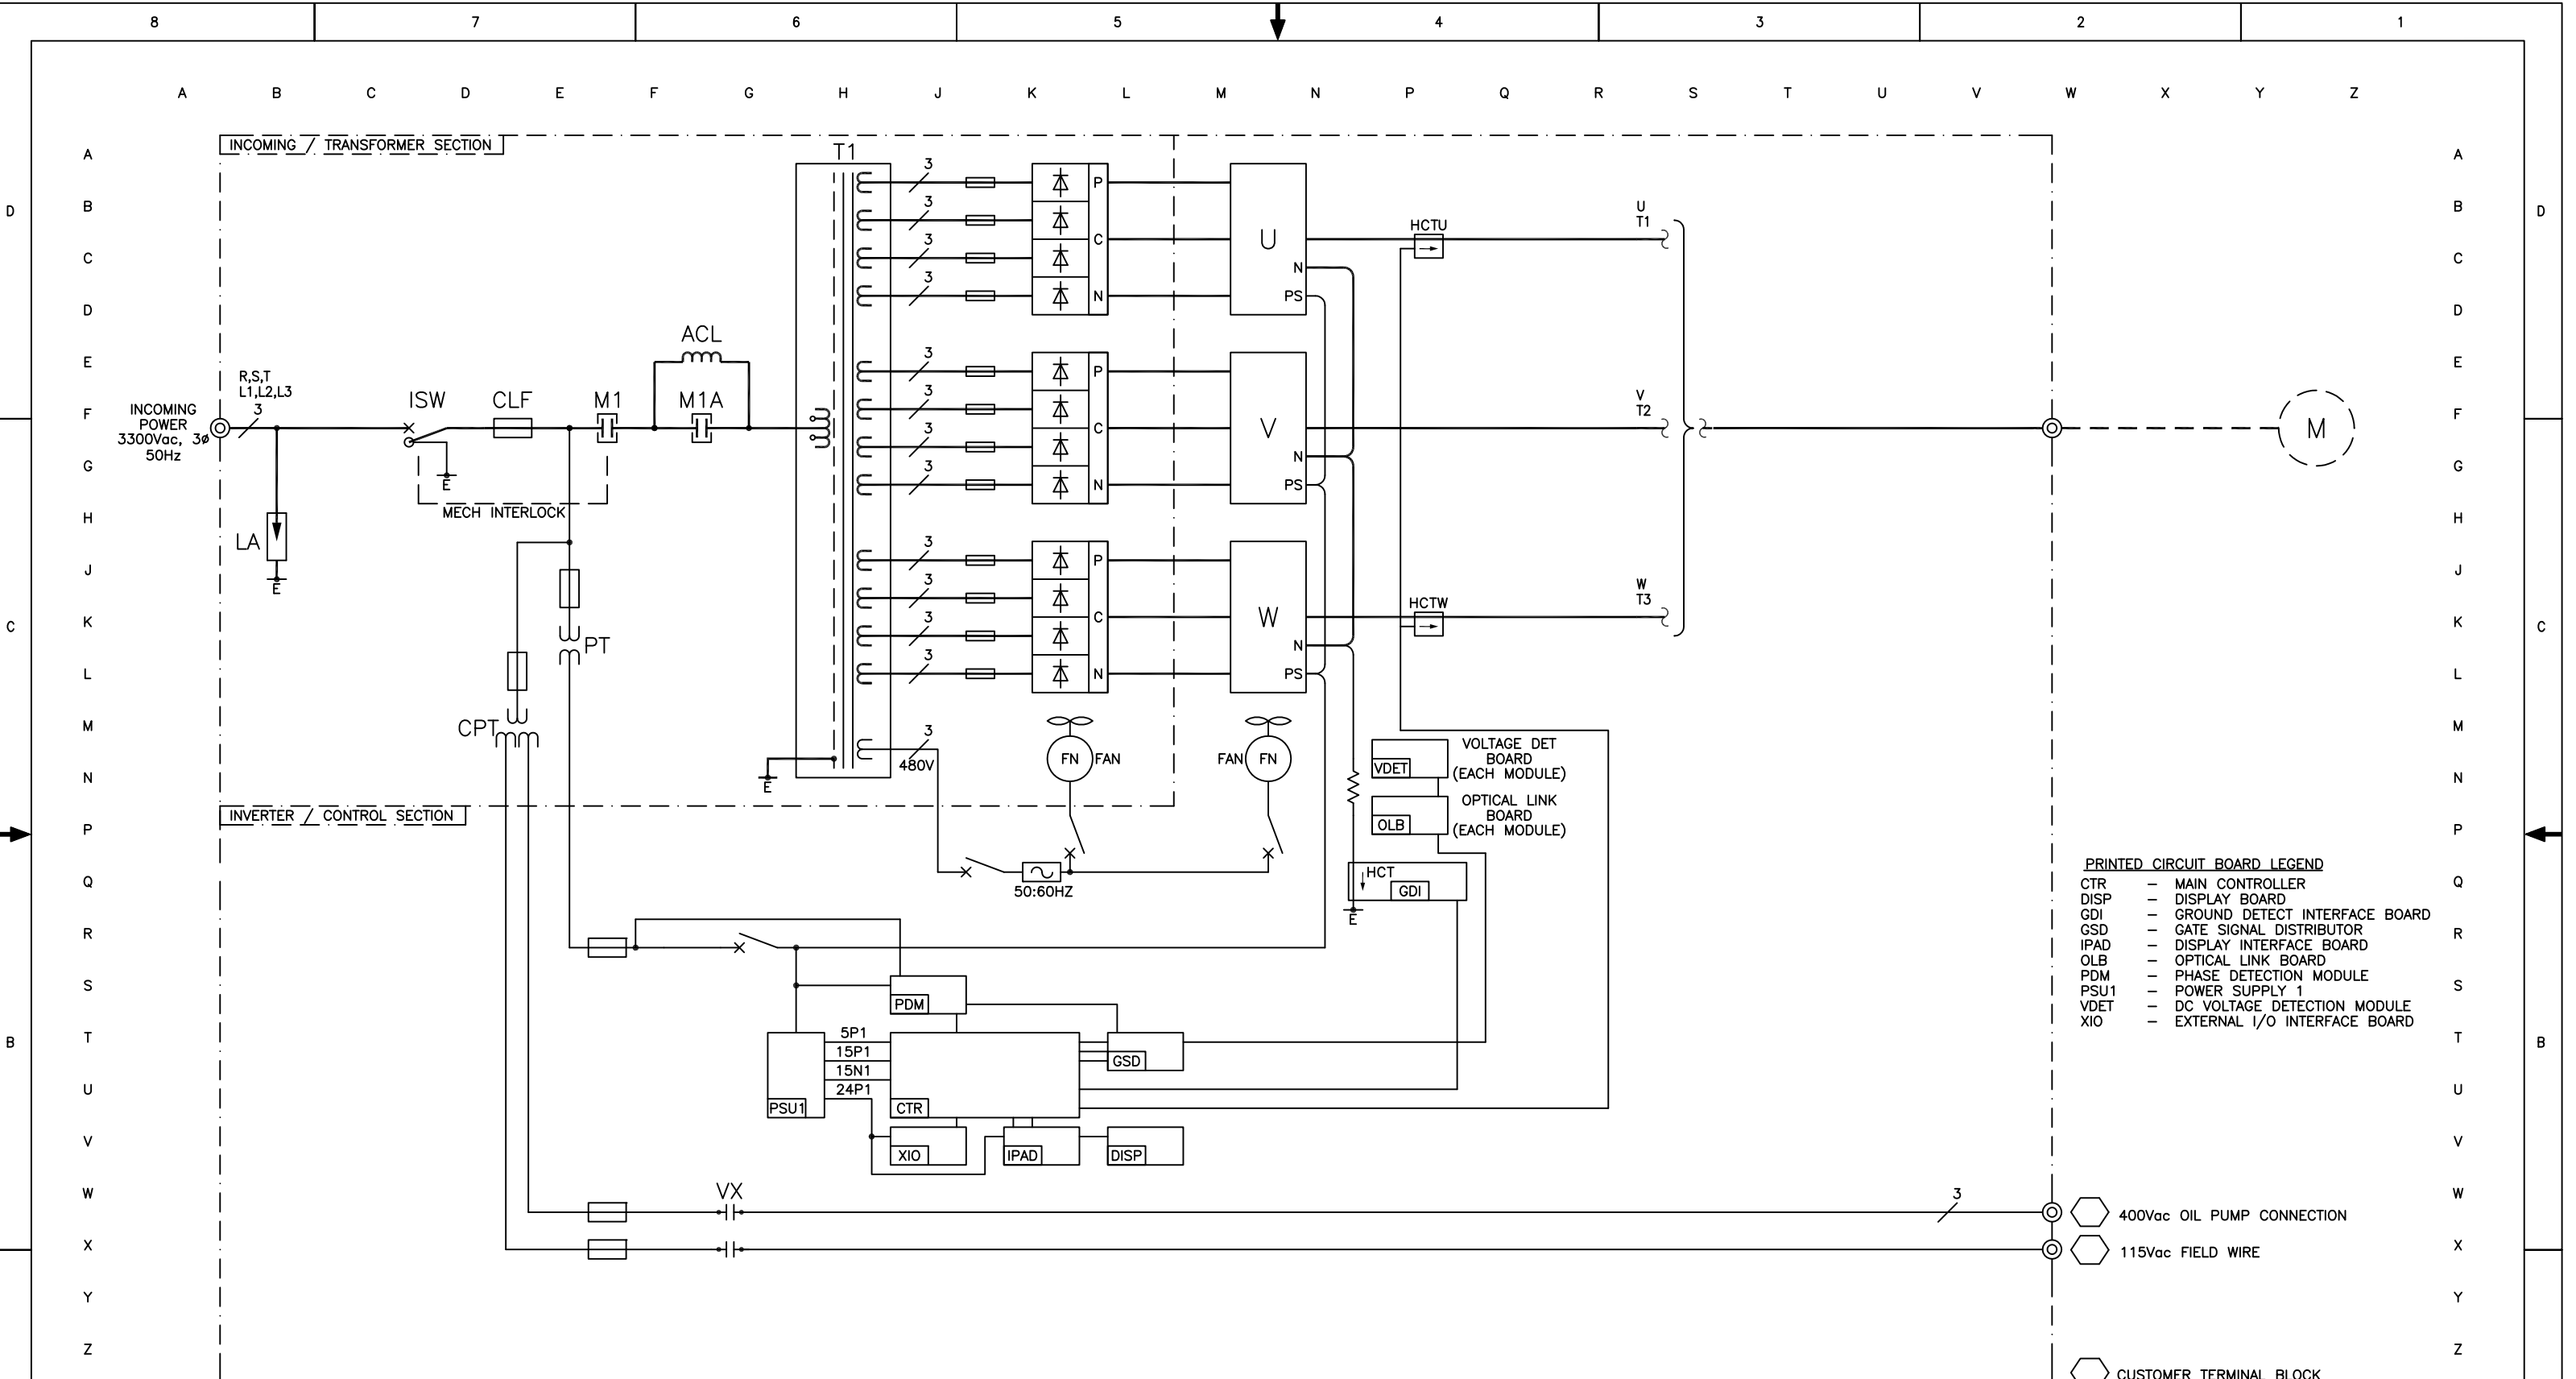 8 7 6 5 4 3 2 1
A B C D E F G H J K L M N P Q R S T U V W X Y Z
INCOMING / TRANSFORMER SECTION
T1
A
A
3
P
D
B
3
U
T1
B
D
HCTU
C
U
C
3
N
C
3
N
PS
D
D
ACL
E
3
P
E
R,S,T
L1,L2,L3
3
ISW
CLF
M1
M1A
3
V
T2
F
INCOMING
POWER
3300Vac, 3ø
50Hz
C
V
M
F
3
N
G
E
3
N
PS
G
MECH INTERLOCK
H
H
LA
E
3
P
J
J
3
W
T3
HCTW
C
W
K
C
PT
3
N
K
C
3
N
PS
L
L
CPT
M
3
480V
M
FN
FAN
FAN
FN
VOLTAGE DET
BOARD
(EACH MODULE)
VDET
N
E
N
OPTICAL LINK
BOARD
(EACH MODULE)
OLB
INVERTER / CONTROL SECTION
P
P
50:60HZ
HCT
GDI
E
Q
Q
PRINTED CIRCUIT BOARD LEGEND
CTR – MAIN CONTROLLER
DISP – DISPLAY BOARD
GDI – GROUND DETECT INTERFACE BOARD
GSD – GATE SIGNAL DISTRIBUTOR
IPAD – DISPLAY INTERFACE BOARD
OLB – OPTICAL LINK BOARD
PDM – PHASE DETECTION MODULE
PSU1 – POWER SUPPLY 1
VDET – DC VOLTAGE DETECTION MODULE
XIO – EXTERNAL I/O INTERFACE BOARD
R
R
S
PDM
S
B
T
5P1
15P1
15N1
24P1
GSD
T
B
U
PSU1
CTR
U
V
XIO
IPAD
DISP
V
W
VX
3
400Vac OIL PUMP CONNECTION
W
X
115Vac FIELD WIRE
X
Y
Y
Z
Z
CUSTOMER TERMINAL BLOCK